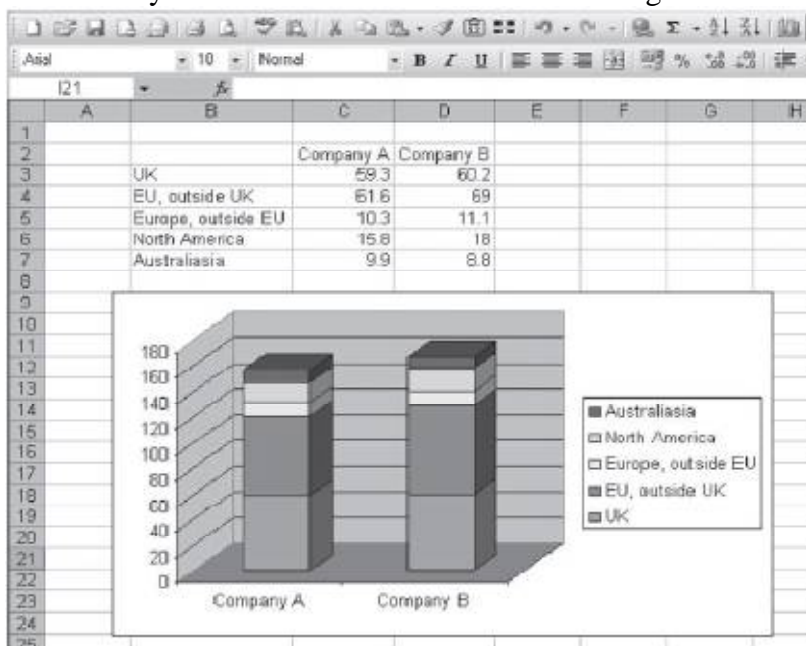 Arial 10 Normal B I U %
I21 fx
A B C D E F G H
1
2 Company A Company B
3 UK 59.3 60.2
4 EU, outside UK 61.6 69
5 Europe, outside EU 10.3 11.1
6 North America 15.8 18
7 Australiasia 9.9 8.8
8
9
10
11
12
13
14
15
16
17
18
19
20
21
22
23
24
25
180
160
140
120
100
80
60
40
20
0
Company A Company B
Australiasia
North America
Europe, outside EU
EU, outside UK
UK